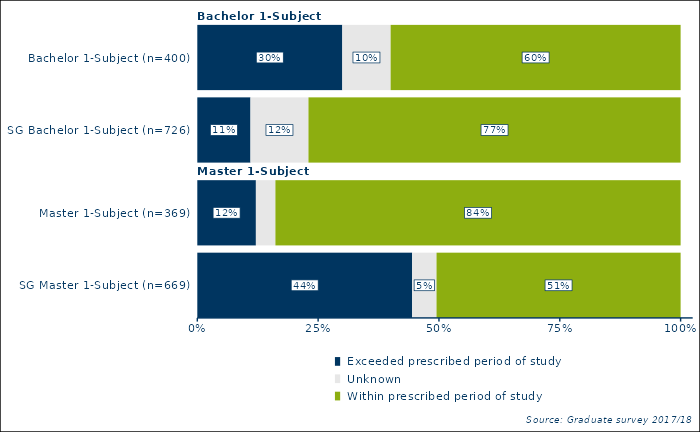 Bachelor 1-Subject
Bachelor 1-Subject (n=400) 30% 10% 60%
SG Bachelor 1-Subject (n=726) 11% 12% 77%
Master 1-Subject
Master 1-Subject (n=369) 12% 84%
SG Master 1-Subject (n=669) 44% 5% 51%
0% 25% 50% 75% 100%
Exceeded prescribed period of study
Unknown
Within prescribed period of study
Source: Graduate survey 2017/18